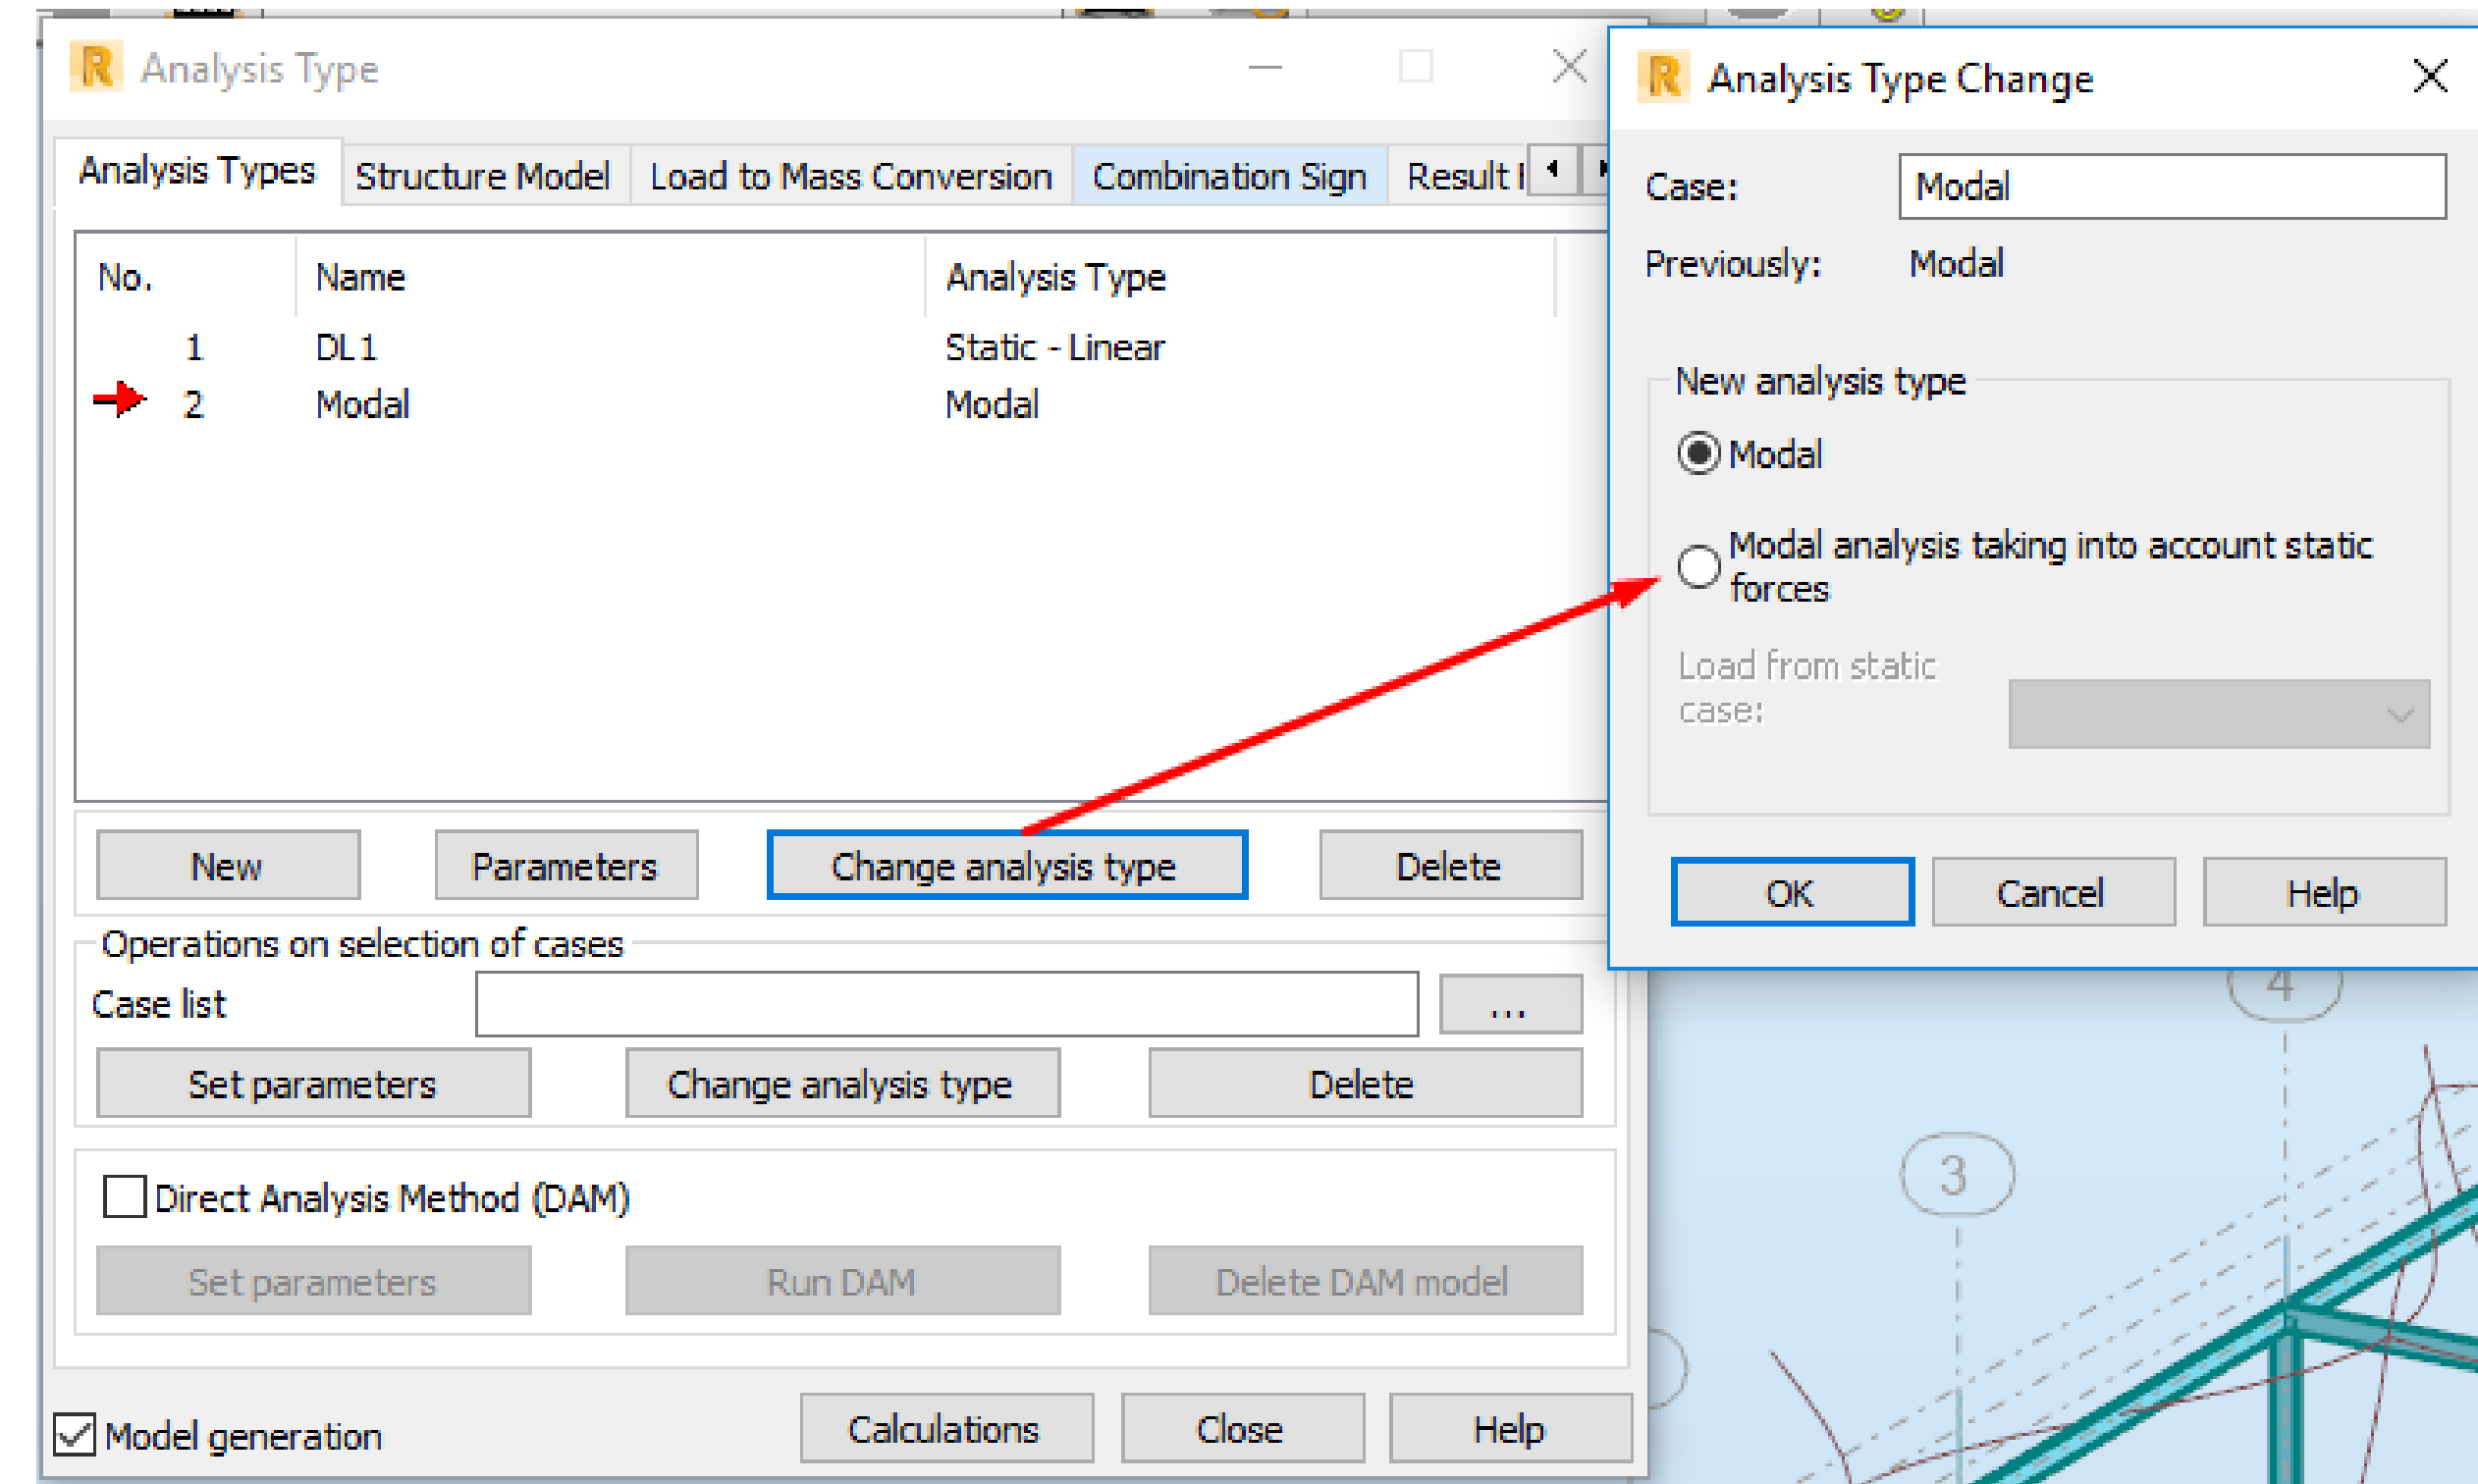 R Analysis Type
Analysis Types Structure Model Load to Mass Conversion Combination Sign Result
No. Name Analysis Type
1 DL1 Static - Linear
2 Modal Modal
New Parameters Change analysis type Delete
Operations on selection of cases
Case list ...
Set parameters Change analysis type Delete
Direct Analysis Method (DAM)
Set parameters Run DAM Delete DAM model
Model generation Calculations Close Help
R Analysis Type Change
Case: Modal
Previously: Modal
New analysis type
Modal
Modal analysis taking into account static
forces
Load from static
case:
OK Cancel Help
4
3